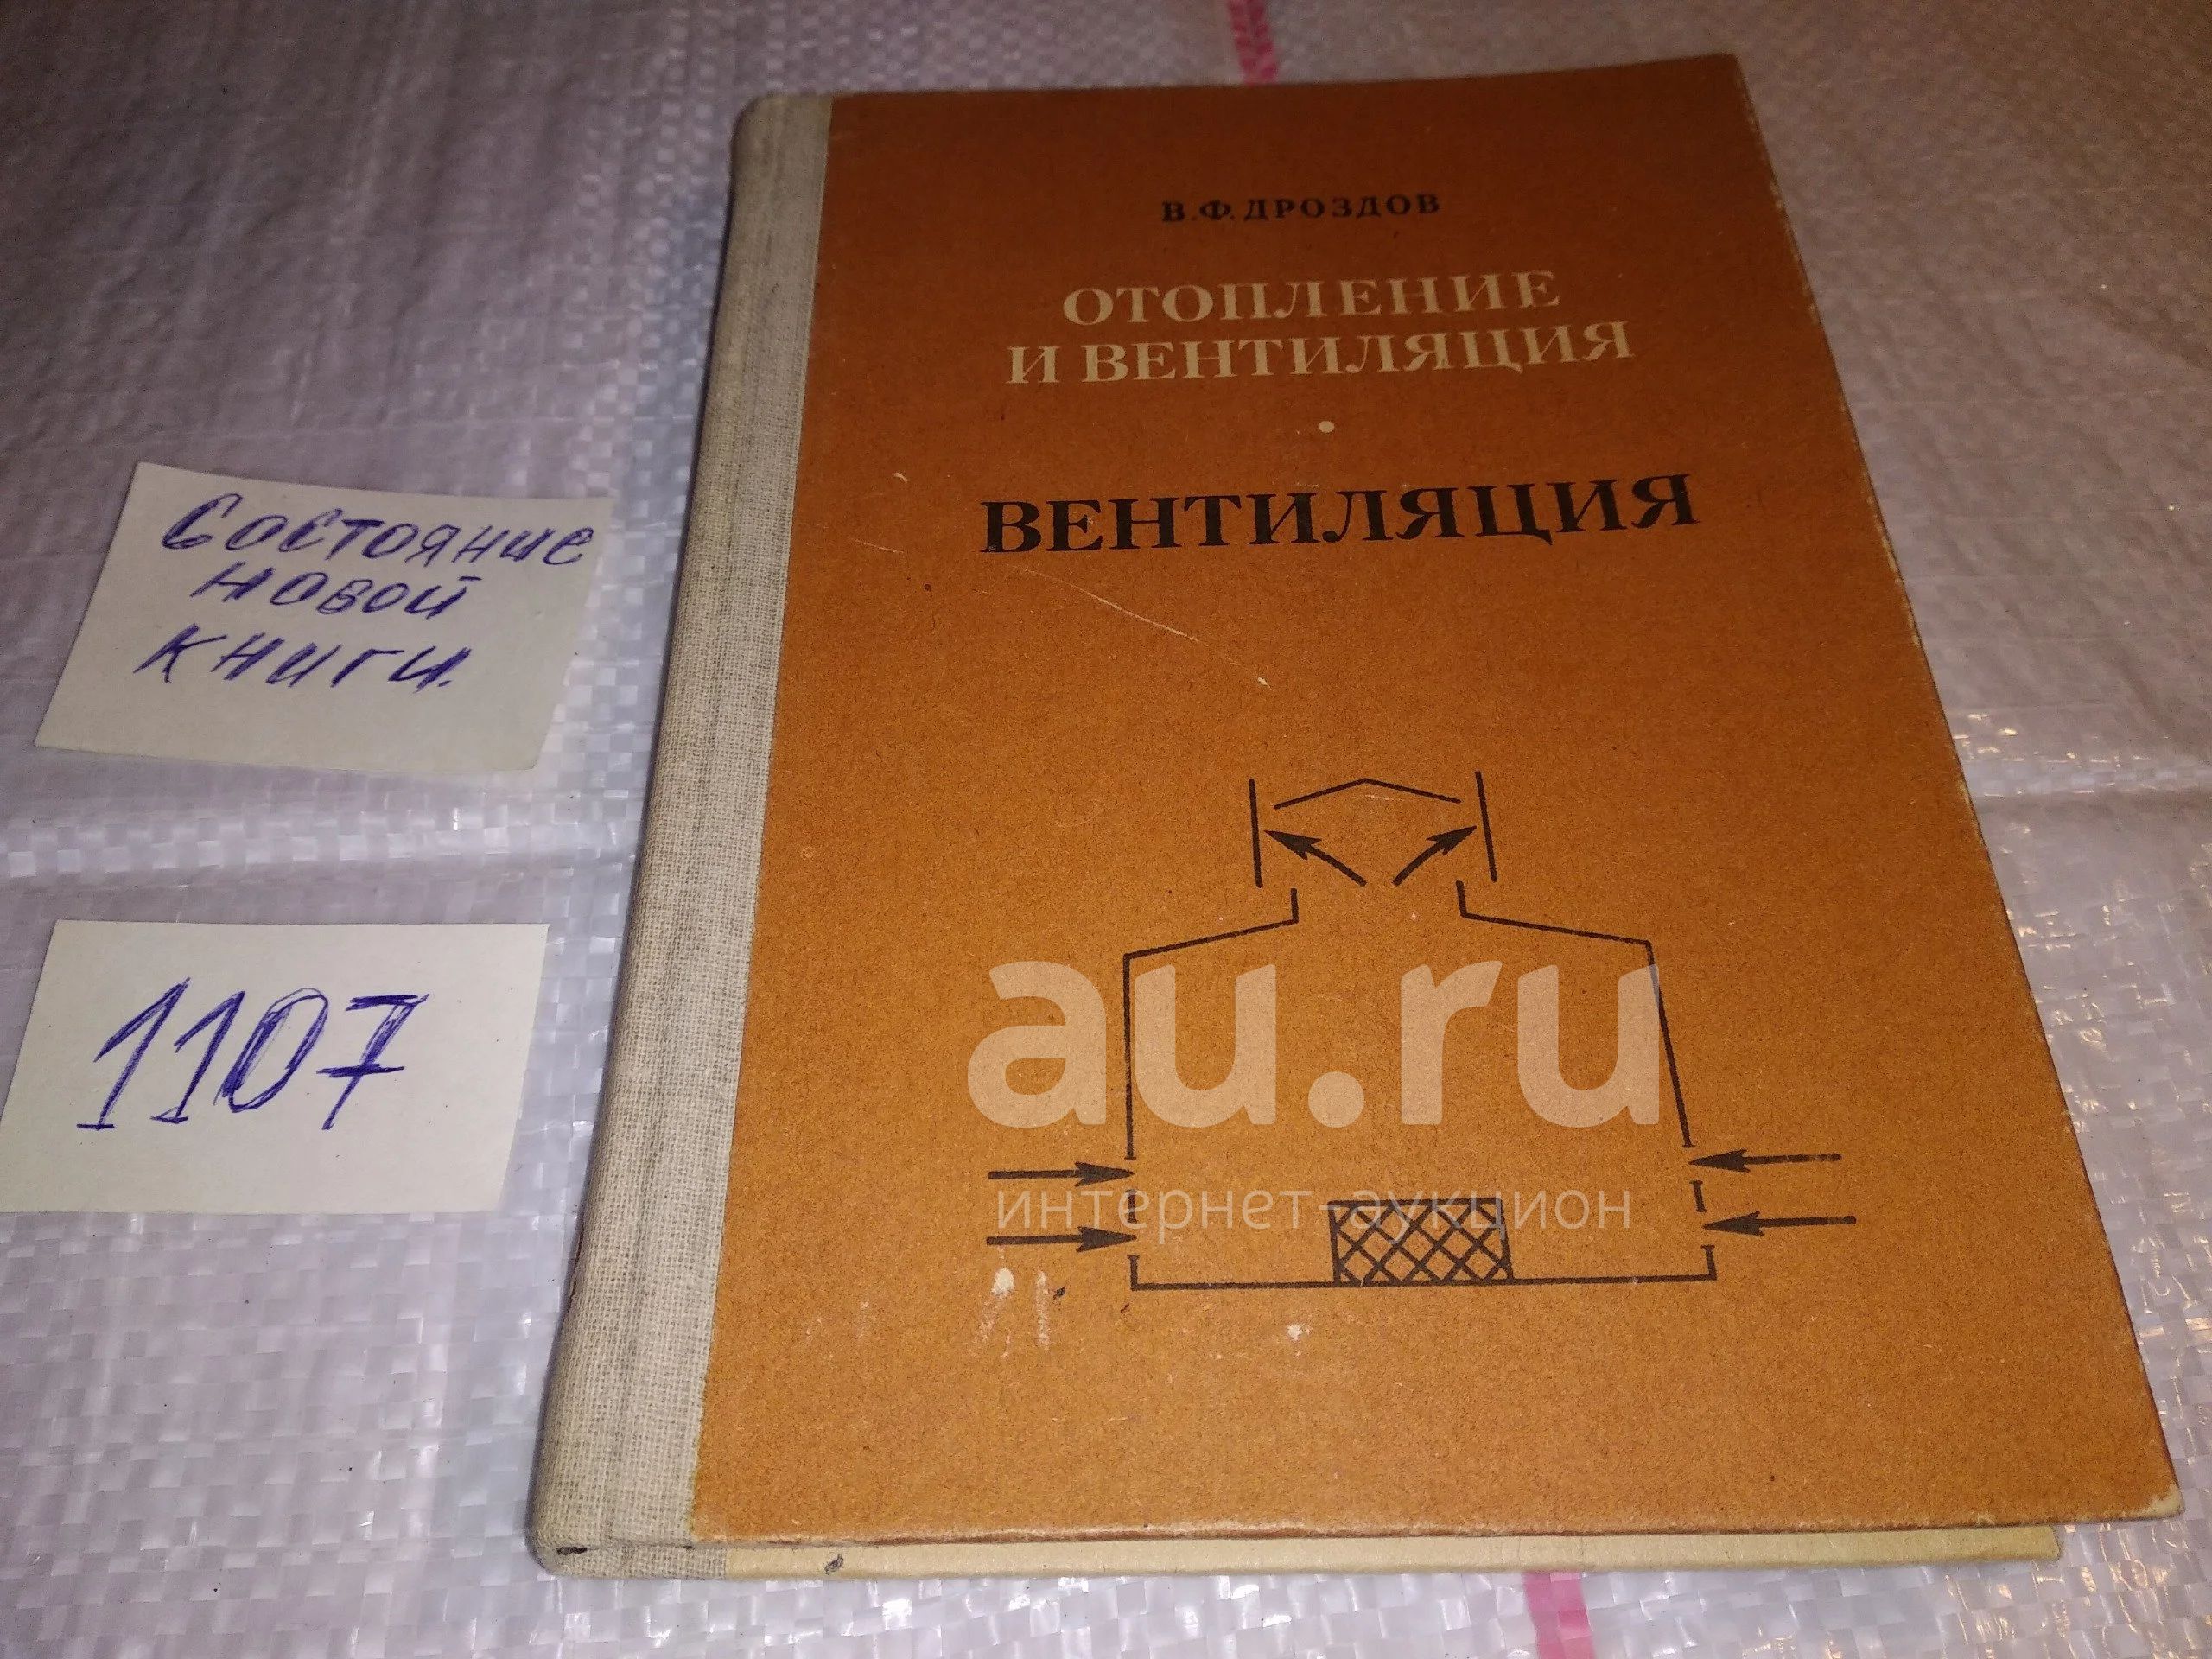 В.Ф.ДРОЗДОВ
ОТОПЛЕНИЕ
И ВЕНТИЛЯЦИЯ
•
ВЕНТИЛЯЦИЯ
Состояние
новой
книги.
1107
au.ru
интернет-аукцион